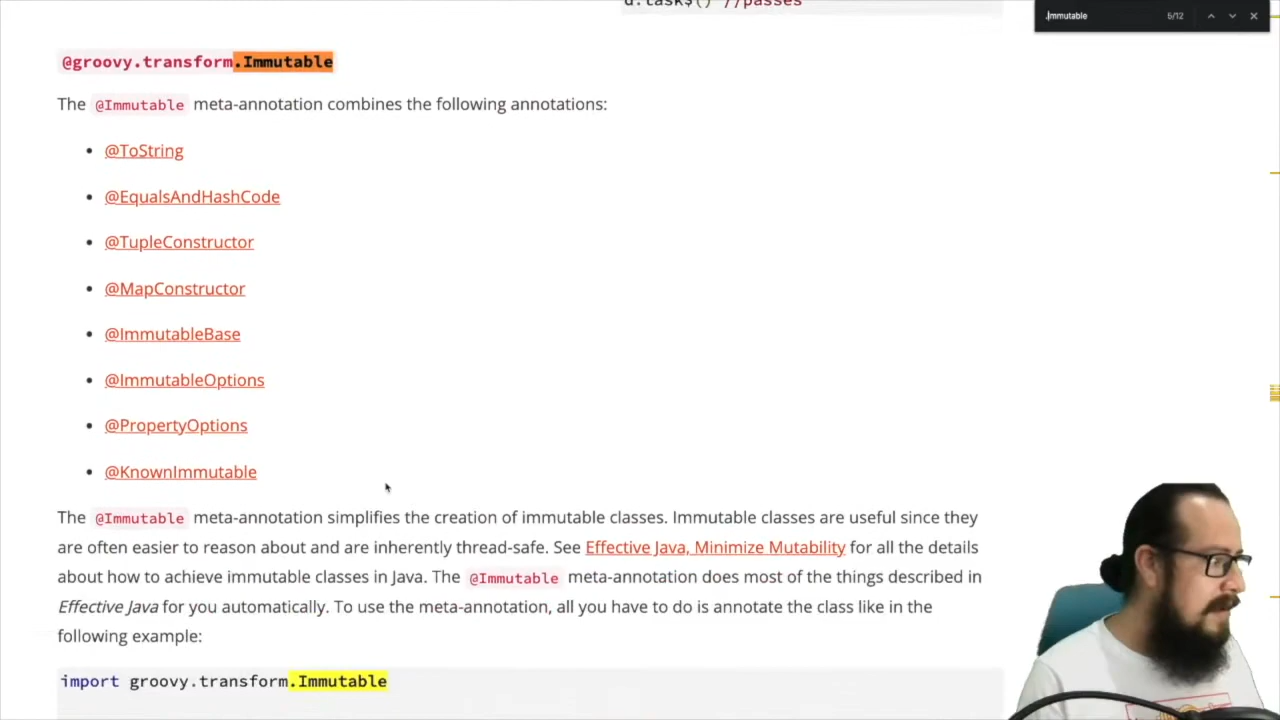 d.task$() //passes
.Immutable 5/12
@groovy.transform.Immutable
The @Immutable meta-annotation combines the following annotations:
@ToString
@EqualsAndHashCode
@TupleConstructor
@MapConstructor
@ImmutableBase
@ImmutableOptions
@PropertyOptions
@KnownImmutable
The @Immutable meta-annotation simplifies the creation of immutable classes. Immutable classes are useful since they
are often easier to reason about and are inherently thread-safe. See Effective Java, Minimize Mutability for all the details
about how to achieve immutable classes in Java. The @Immutable meta-annotation does most of the things described in
Effective Java for you automatically. To use the meta-annotation, all you have to do is annotate the class like in the
following example:
import groovy.transform.Immutable